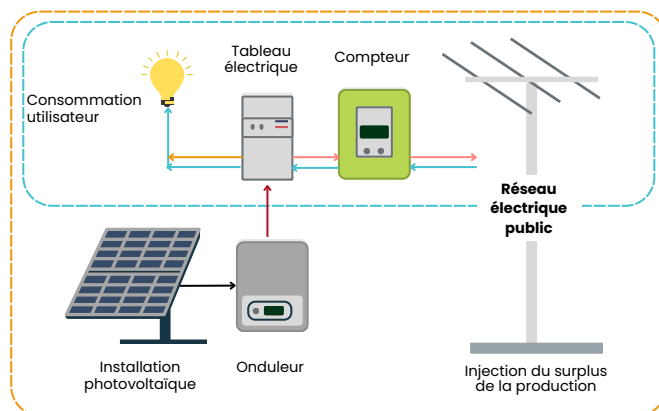 Tableau
électrique
Compteur
Consommation
utilisateur
Réseau
électrique
public
Installation
photovoltaïque
Onduleur
Injection du surplus
de la production